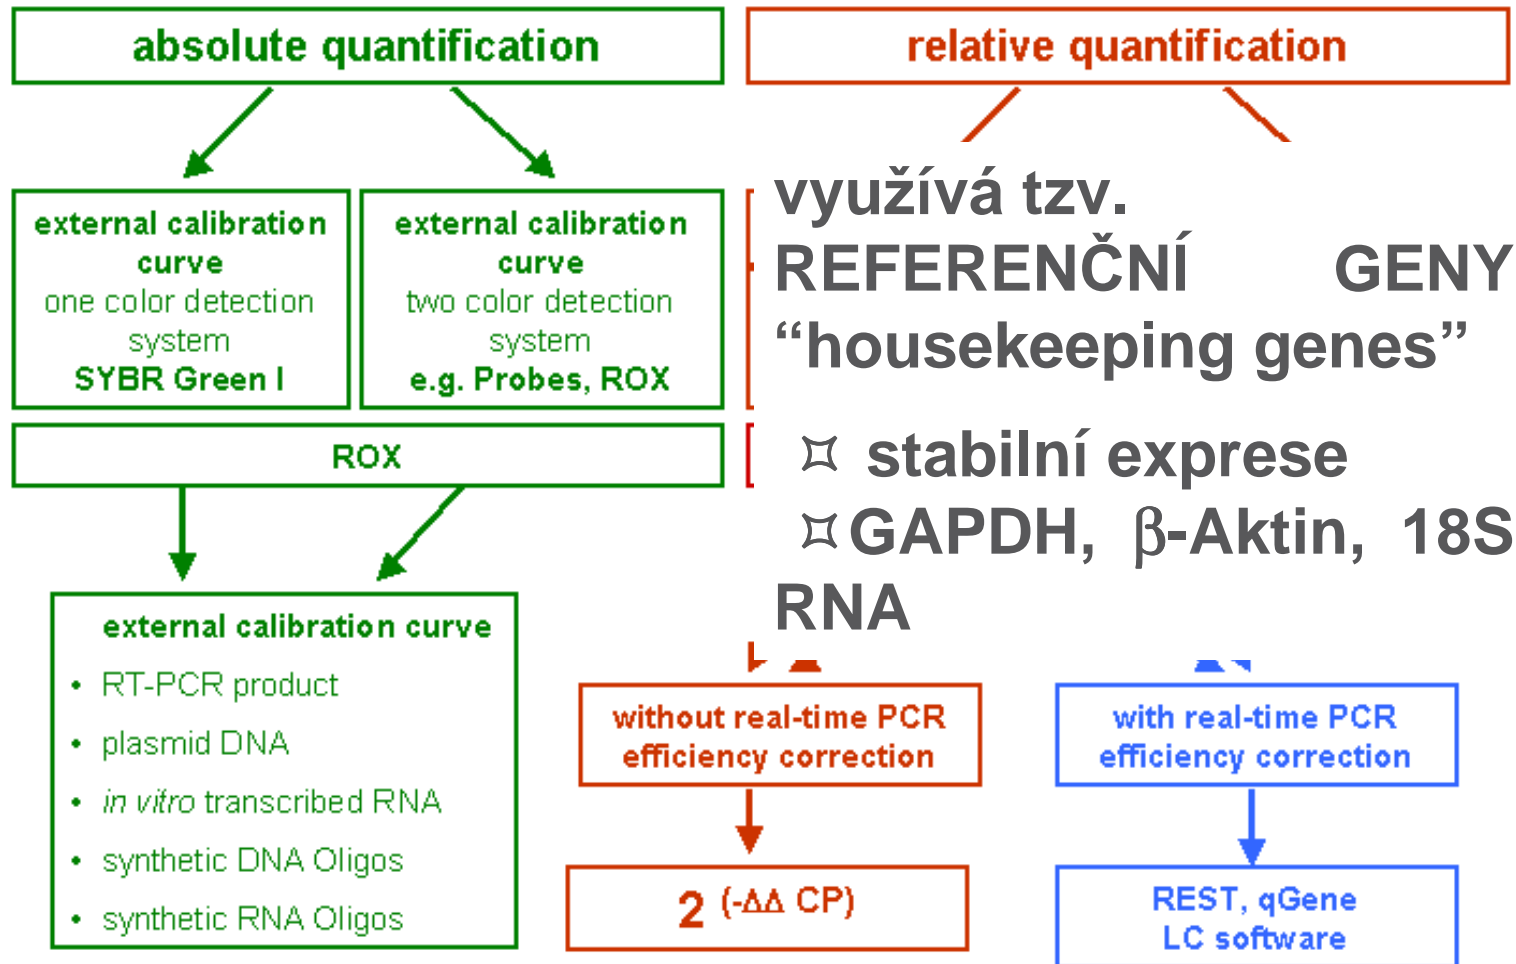 absolute quantification
relative quantification
external calibration
curve
one color detection
system
SYBR Green I
external calibration
curve
two color detection
system
e.g. Probes, ROX
využívá tzv.
REFERENČNÍ GENY
“housekeeping genes”
¤ stabilní exprese
¤ GAPDH, β-Aktin, 18S
RNA
ROX
external calibration curve
• RT-PCR product
• plasmid DNA
• in vitro transcribed RNA
• synthetic DNA Oligos
• synthetic RNA Oligos
without real-time PCR
efficiency correction
2 (-ΔΔ CP)
with real-time PCR
efficiency correction
REST, qGene
LC software